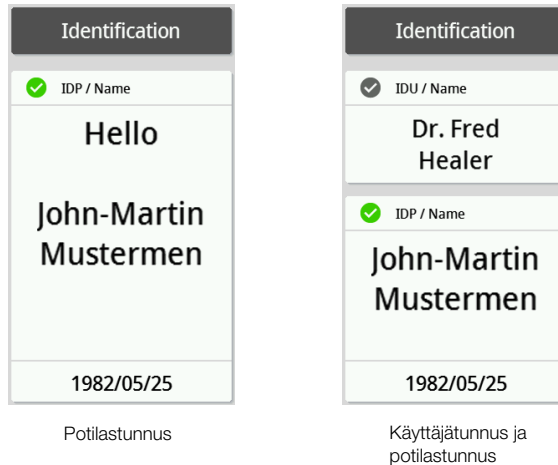 Identification
IDP / Name
Hello
John-Martin
Mustermen
1982/05/25
Potilastunnus
Identification
IDU / Name
Dr. Fred
Healer
IDP / Name
John-Martin
Mustermen
1982/05/25
Käyttäjätunnus ja
potilastunnus